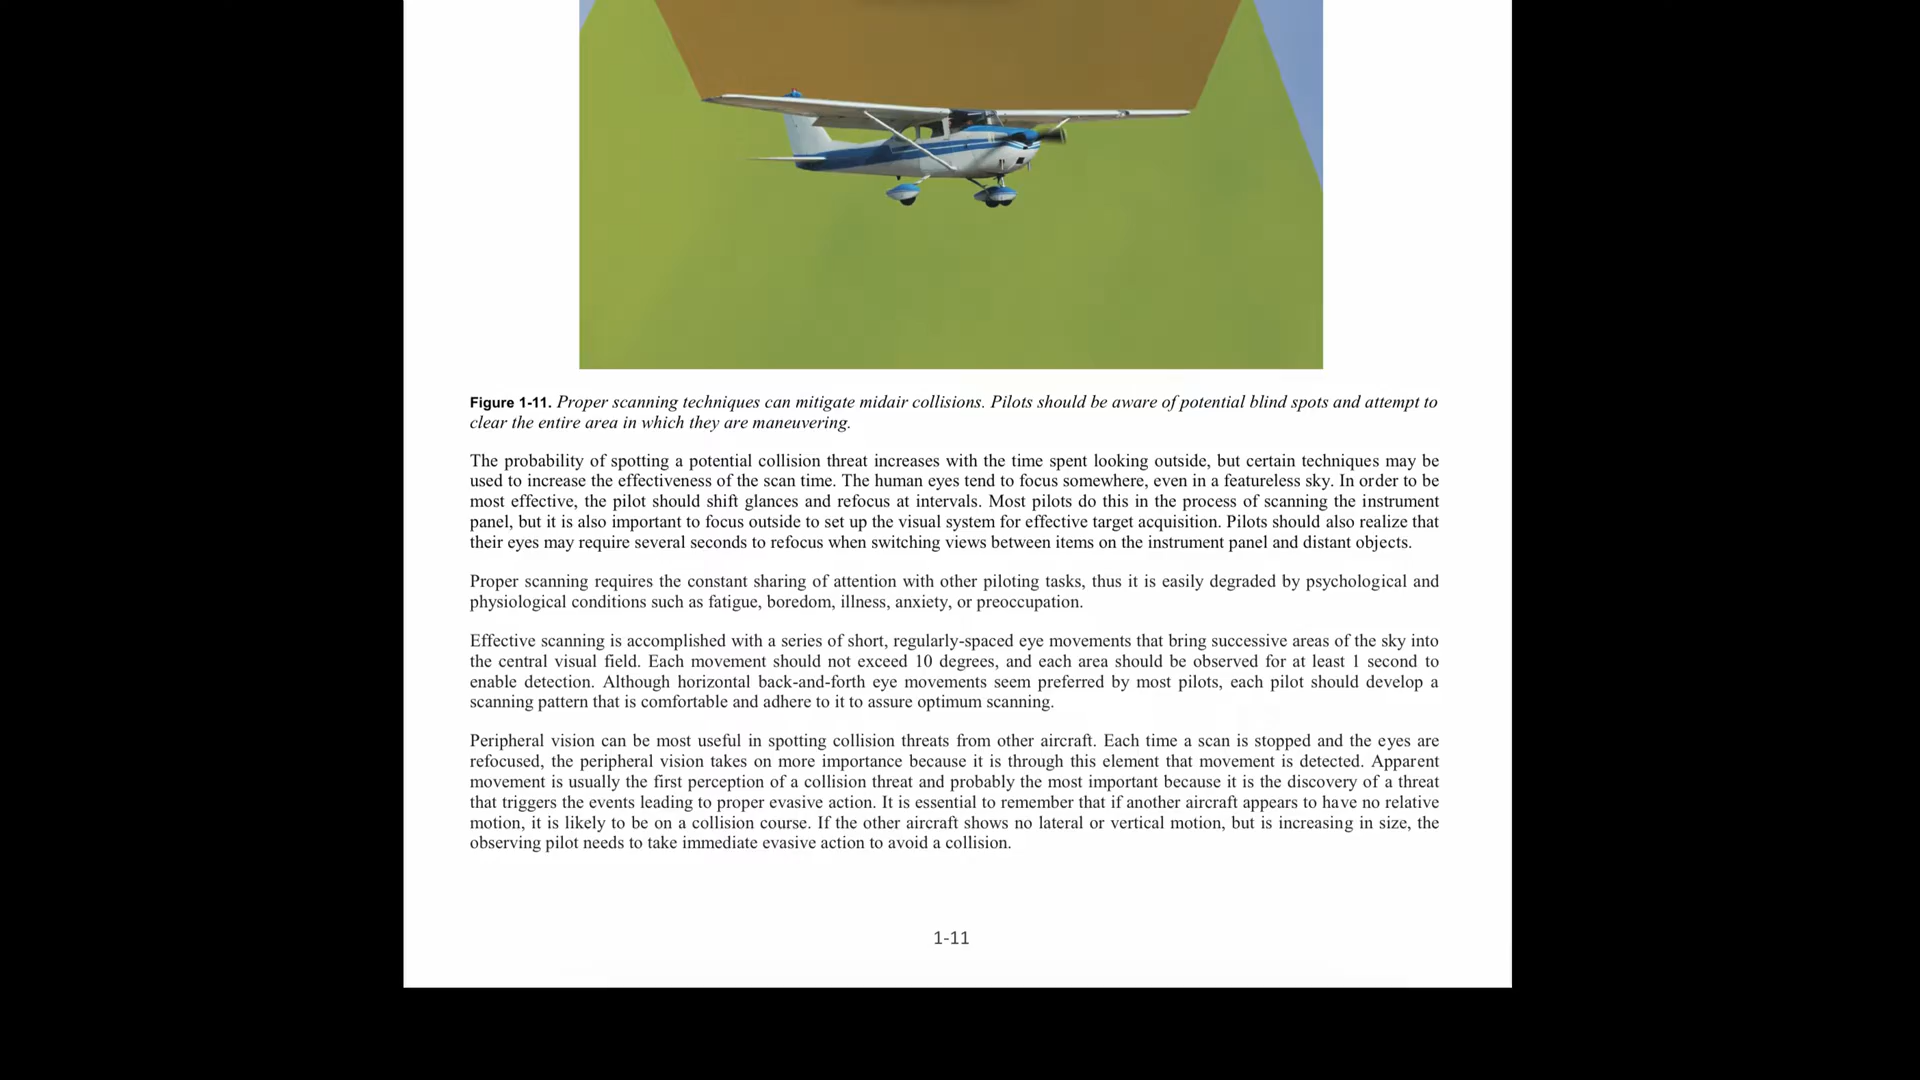 Figure 1-11. Proper scanning techniques can mitigate midair collisions. Pilots should be aware of potential blind spots and attempt to
clear the entire area in which they are maneuvering.
The probability of spotting a potential collision threat increases with the time spent looking outside, but certain techniques may be
used to increase the effectiveness of the scan time. The human eyes tend to focus somewhere, even in a featureless sky. In order to be
most effective, the pilot should shift glances and refocus at intervals. Most pilots do this in the process of scanning the instrument
panel, but it is also important to focus outside to set up the visual system for effective target acquisition. Pilots should also realize that
their eyes may require several seconds to refocus when switching views between items on the instrument panel and distant objects.
Proper scanning requires the constant sharing of attention with other piloting tasks, thus it is easily degraded by psychological and
physiological conditions such as fatigue, boredom, illness, anxiety, or preoccupation.
Effective scanning is accomplished with a series of short, regularly-spaced eye movements that bring successive areas of the sky into
the central visual field. Each movement should not exceed 10 degrees, and each area should be observed for at least 1 second to
enable detection. Although horizontal back-and-forth eye movements seem preferred by most pilots, each pilot should develop a
scanning pattern that is comfortable and adhere to it to assure optimum scanning.
Peripheral vision can be most useful in spotting collision threats from other aircraft. Each time a scan is stopped and the eyes are
refocused, the peripheral vision takes on more importance because it is through this element that movement is detected. Apparent
movement is usually the first perception of a collision threat and probably the most important because it is the discovery of a threat
that triggers the events leading to proper evasive action. It is essential to remember that if another aircraft appears to have no relative
motion, it is likely to be on a collision course. If the other aircraft shows no lateral or vertical motion, but is increasing in size, the
observing pilot needs to take immediate evasive action to avoid a collision.
1-11